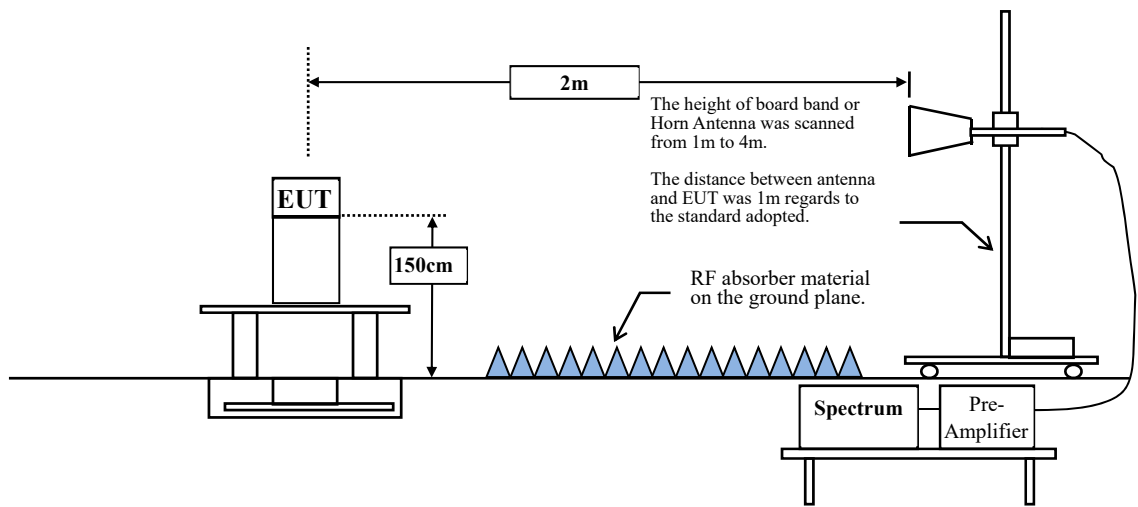 2m
The height of board band or
Horn Antenna was scanned
from 1m to 4m.
The distance between antenna
and EUT was 1m regards to
the standard adopted.
EUT
150cm
RF absorber material
on the ground plane.
Spectrum
Pre-
Amplifier